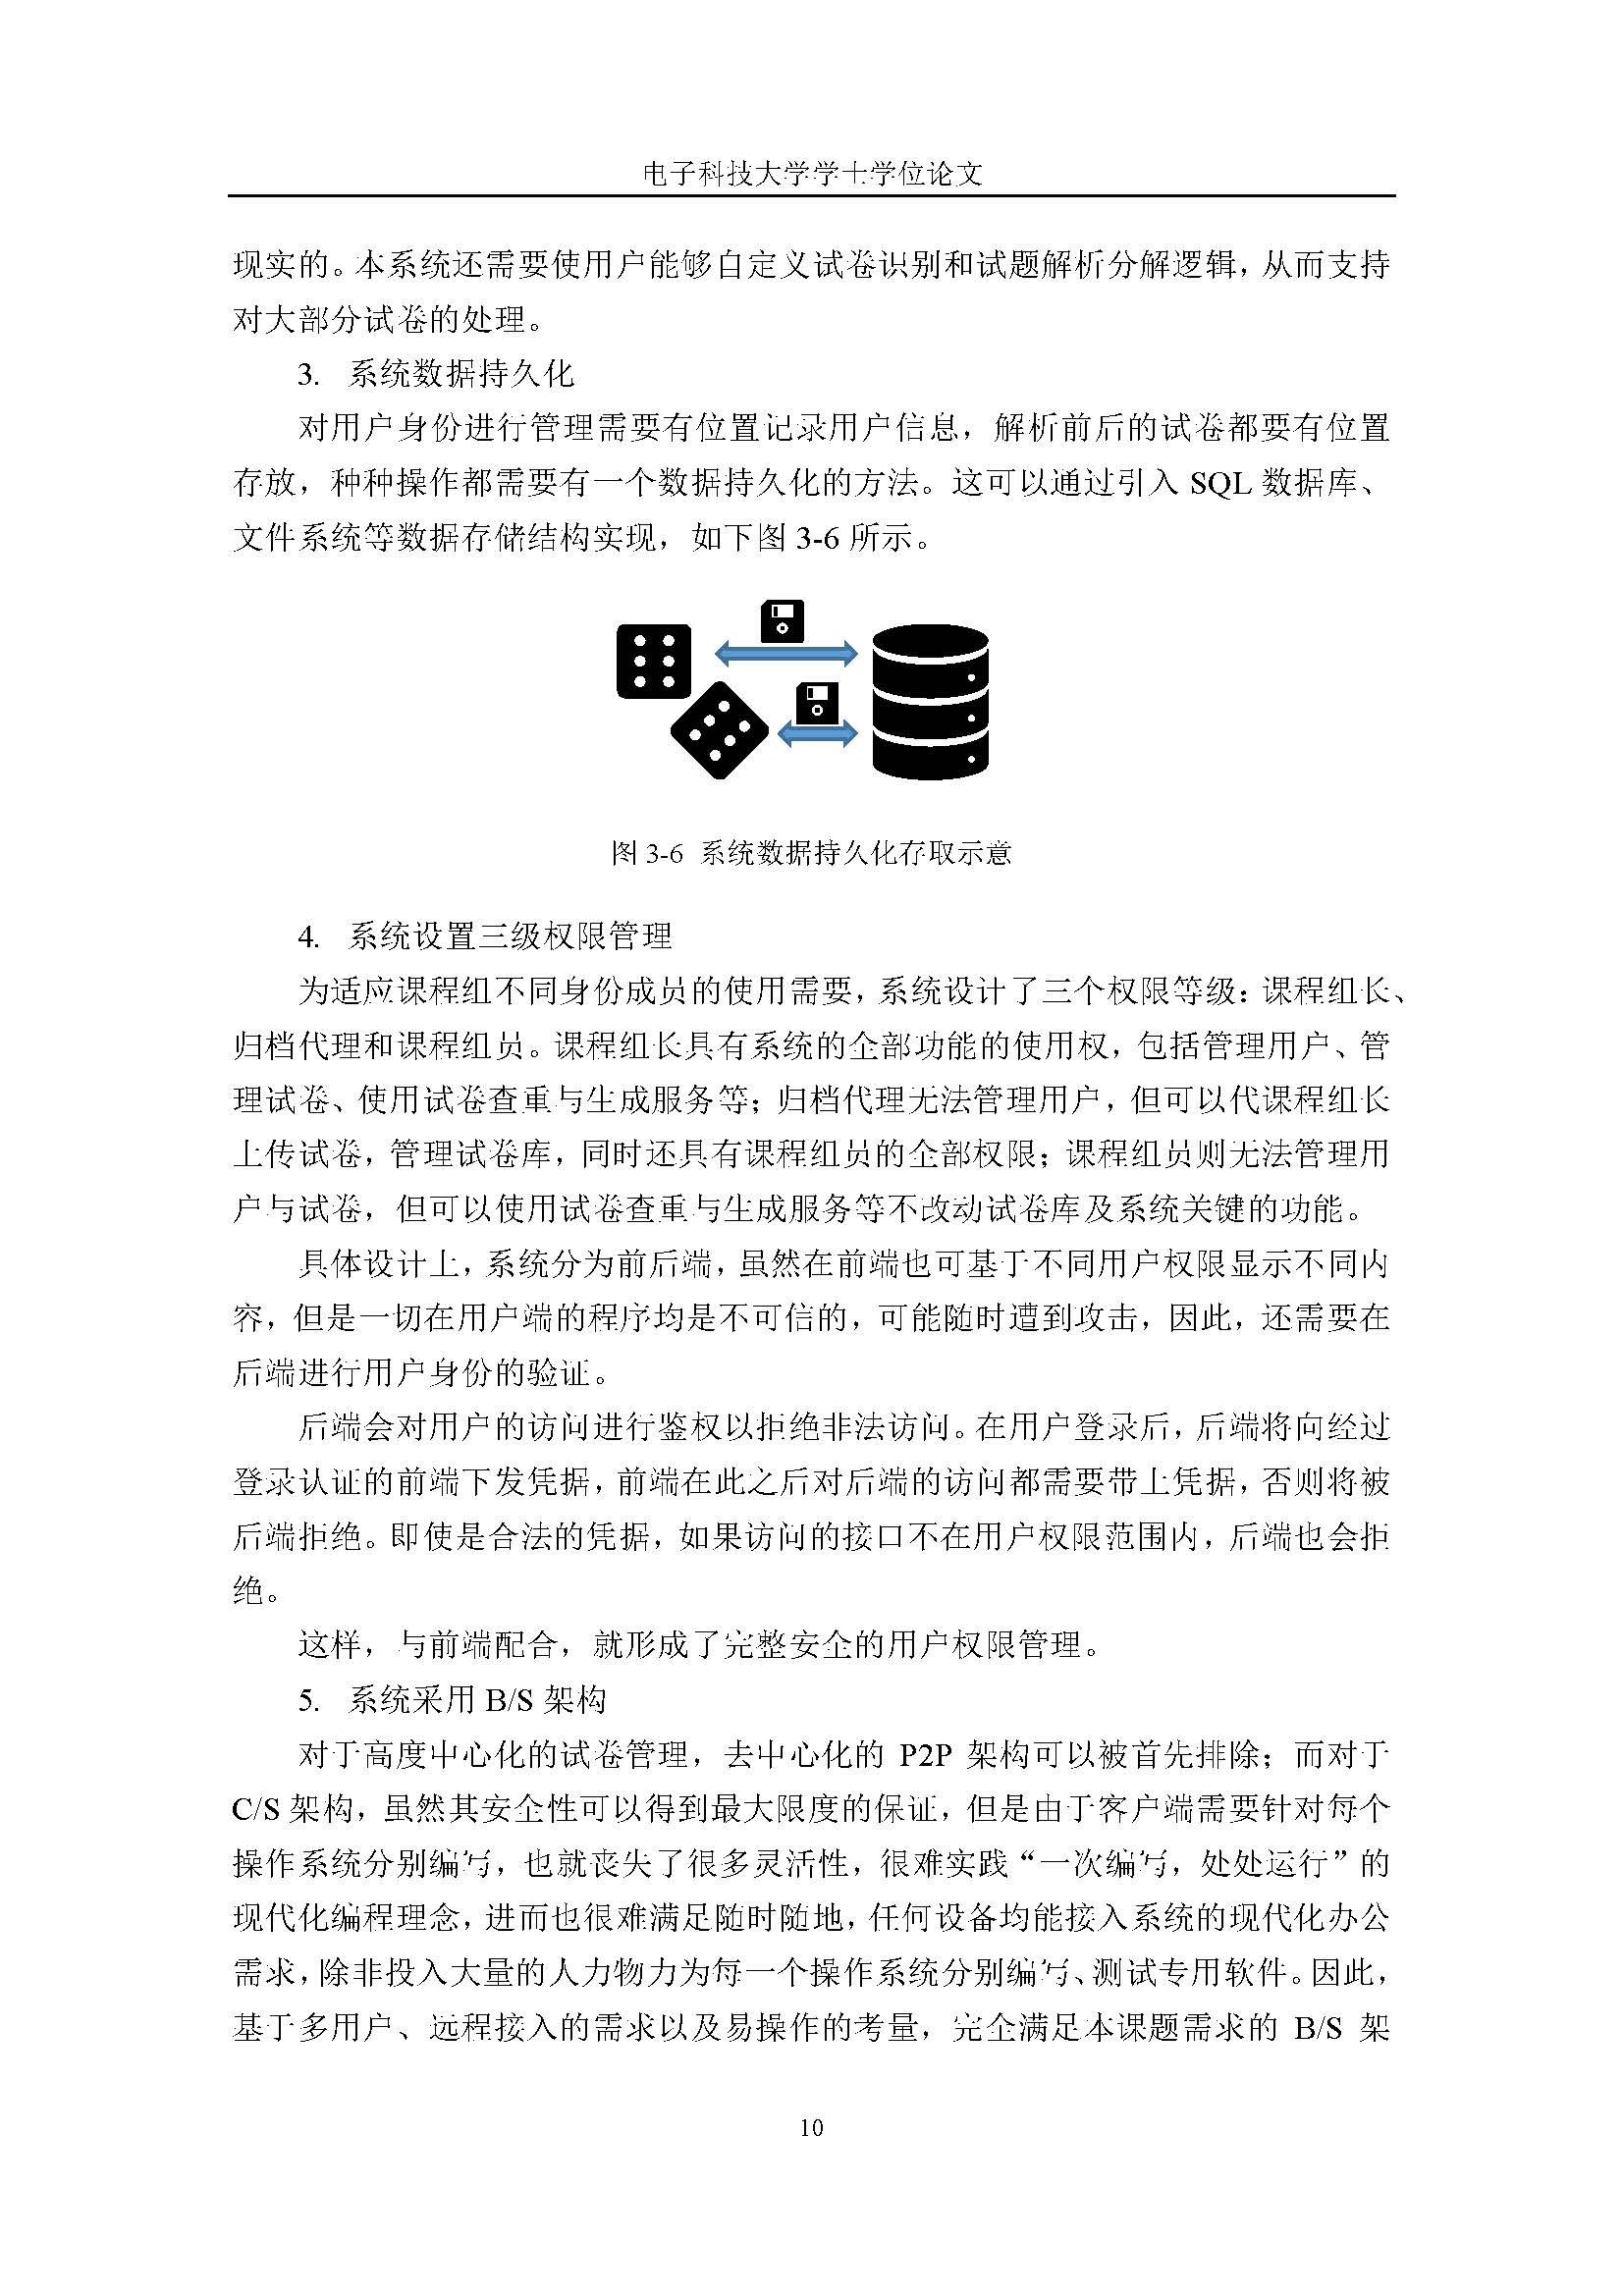 电子科技大学学士学位论文
现实的。本系统还需要使用户能够自定义试卷识别和试题解析分解逻辑，从而支持
对大部分试卷的处理。
3. 系统数据持久化
对用户身份进行管理需要有位置记录用户信息，解析前后的试卷都要有位置
存放，种种操作都需要有一个数据持久化的方法。这可以通过引入 SQL 数据库、
文件系统等数据存储结构实现，如下图 3-6 所示。
图 3-6 系统数据持久化存取示意
4. 系统设置三级权限管理
为适应课程组不同身份成员的使用需要，系统设计了三个权限等级：课程组长、
归档代理和课程组员。课程组长具有系统的全部功能的使用权，包括管理用户、管
理试卷、使用试卷查重与生成服务等；归档代理无法管理用户，但可以代课程组长
上传试卷，管理试卷库，同时还具有课程组员的全部权限；课程组员则无法管理用
户与试卷，但可以使用试卷查重与生成服务等不改动试卷库及系统关键的功能。
具体设计上，系统分为前后端，虽然在前端也可基于不同用户权限显示不同内
容，但是一切在用户端的程序均是不可信的，可能随时遭到攻击，因此，还需要在
后端进行用户身份的验证。
后端会对用户的访问进行鉴权以拒绝非法访问。在用户登录后，后端将向经过
登录认证的前端下发凭据，前端在此之后对后端的访问都需要带上凭据，否则将被
后端拒绝。即使是合法的凭据，如果访问的接口不在用户权限范围内，后端也会拒
绝。
这样，与前端配合，就形成了完整安全的用户权限管理。
5. 系统采用 B/S 架构
对于高度中心化的试卷管理，去中心化的 P2P 架构可以被首先排除；而对于
C/S 架构，虽然其安全性可以得到最大限度的保证，但是由于客户端需要针对每个
操作系统分别编写，也就丧失了很多灵活性，很难实践“一次编写，处处运行”的
现代化编程理念，进而也很难满足随时随地，任何设备均能接入系统的现代化办公
需求，除非投入大量的人力物力为每一个操作系统分别编写、测试专用软件。因此，
基于多用户、远程接入的需求以及易操作的考量，完全满足本课题需求的 B/S 架
10